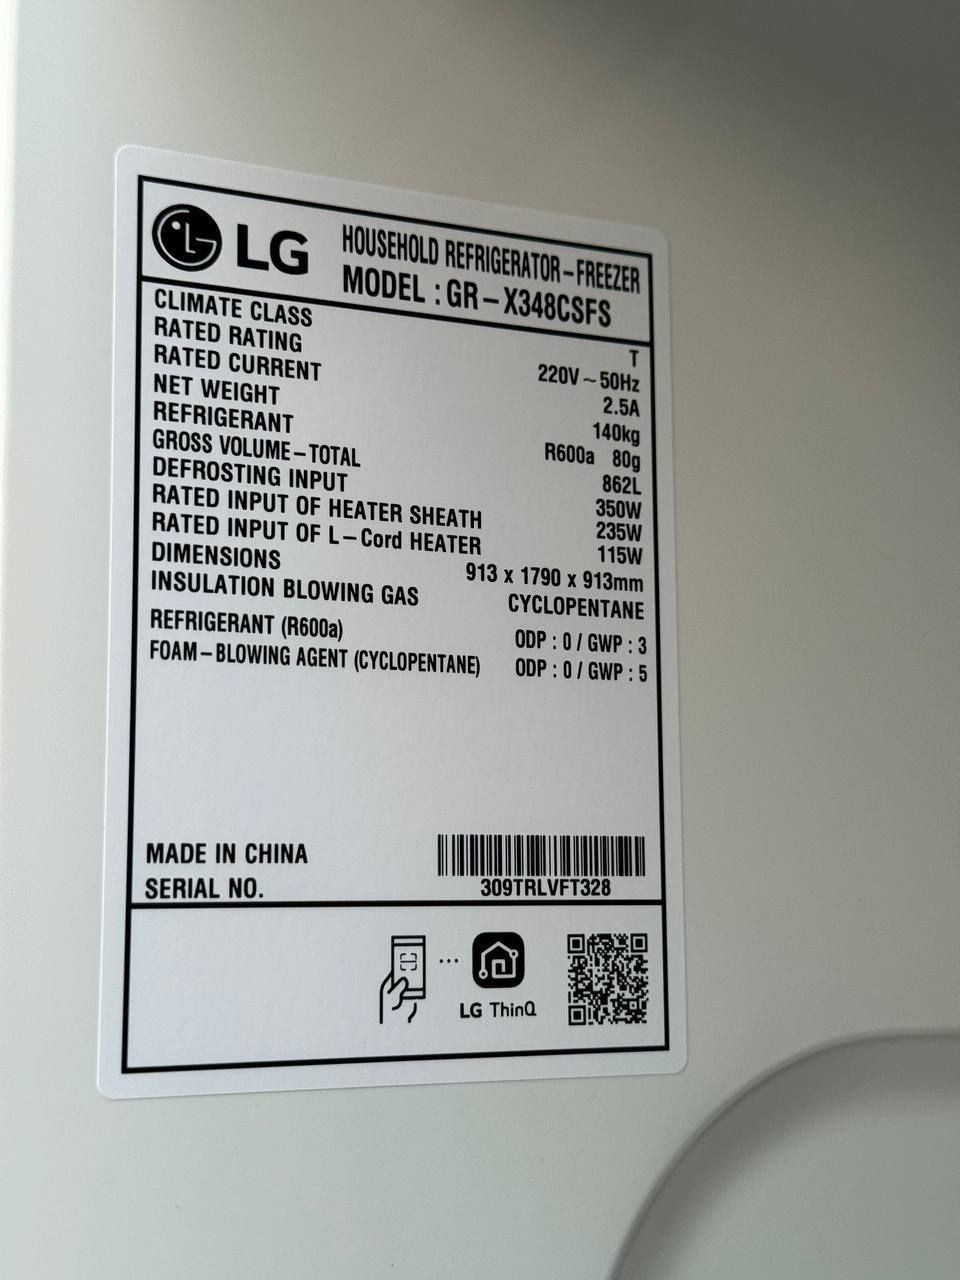 LG
HOUSEHOLD REFRIGERATOR-FREEZER
MODEL : GR-X348CSFS
CLIMATE CLASS T
RATED RATING 220V ~ 50Hz
RATED CURRENT 2.5A
NET WEIGHT 140kg
REFRIGERANT R600a 80g
GROSS VOLUME-TOTAL 862L
DEFROSTING INPUT 350W
RATED INPUT OF HEATER SHEATH 235W
RATED INPUT OF L-Cord HEATER 115W
DIMENSIONS 913 x 1790 x 913mm
INSULATION BLOWING GAS CYCLOPENTANE
REFRIGERANT (R600a) ODP : 0 / GWP : 3
FOAM-BLOWING AGENT (CYCLOPENTANE) ODP : 0 / GWP : 5
MADE IN CHINA
SERIAL NO. 309TRLVFT328
LG ThinQ